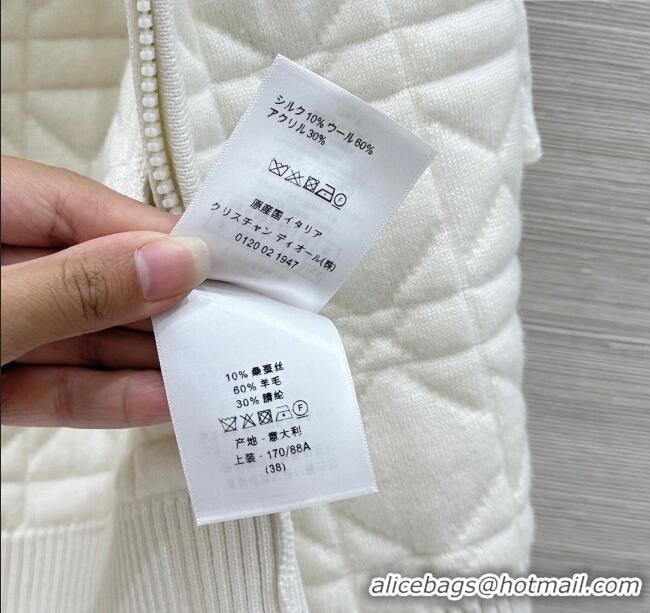 シルク10% ウール60%
アクリル30%
F
原産国 イタリア
クリスチャン ディオール(株)
0120 02 1947
10% 桑蚕丝
60% 羊毛
30% 腈纶
F
产地 - 意大利
上装 - 170/88A
(38)
alicebags@hotmail.com